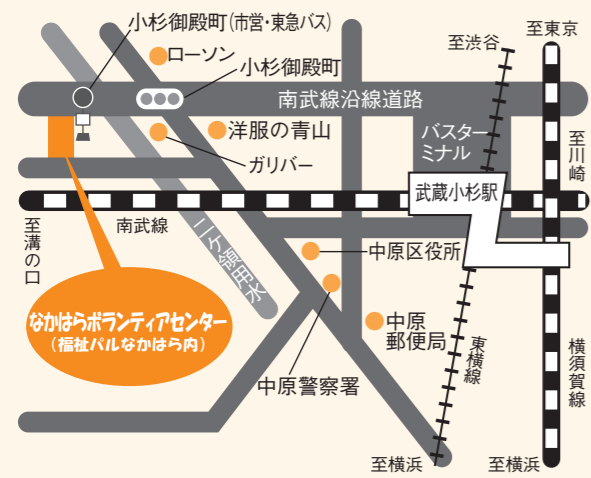 小杉御殿町(市営・東急バス)
ローソン
小杉御殿町
至渋谷
至東京
南武線沿線道路
洋服の青山
ガリバー
バスター
ミナル
至川崎
武蔵小杉駅
至溝の口
南武線
二ヶ領用水
中原区役所
なかはらボランティアセンター
(福祉パルなかはら内)
中原
郵便局
東横線
横須賀線
中原警察署
至横浜
至横浜